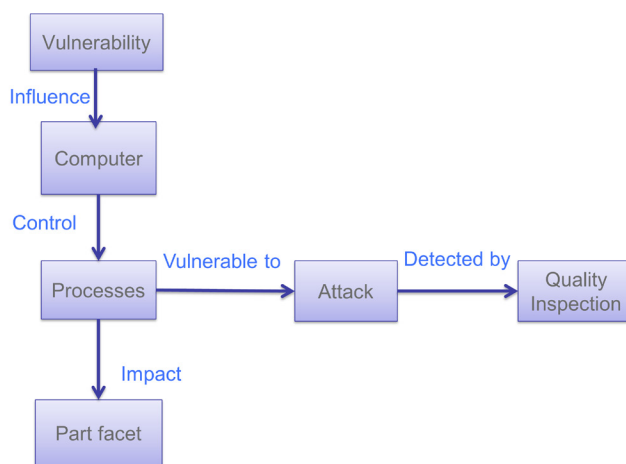 Vulnerability
Influence
Computer
Control
Vulnerable to
Detected by
Processes
Attack
Quality
Inspection
Impact
Part facet